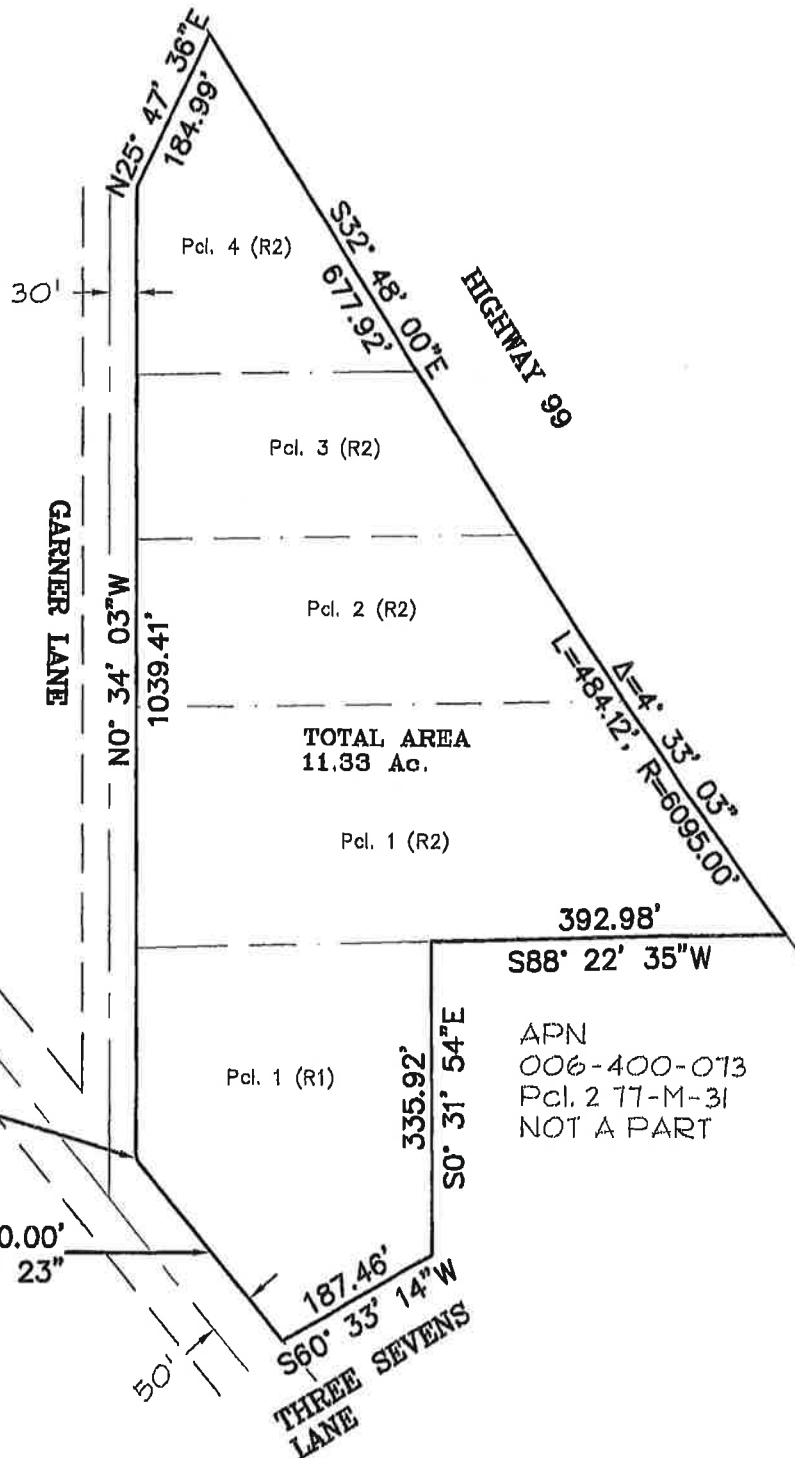 N25° 47' 36"E
184.99'
Pcl. 4 (R2)
30'
S32° 48' 00"E
677.92'
HIGHWAY 99
Pcl. 3 (R2)
GARNER LANE
N0° 34' 03"W
1039.41'
Pcl. 2 (R2)
Δ=4° 33' 03"
L=484.12', R=6095.00'
TOTAL AREA
11.33 Ac.
Pcl. 1 (R2)
392.98'
S88° 22' 35"W
335.92'
S0° 31' 54"E
APN
006-400-073
Pcl. 2 77-M-31
NOT A PART
Pcl. 1 (R1)
0.00'
23"
187.46'
S60° 33' 14"W
50'
THREE SEVENS
LANE